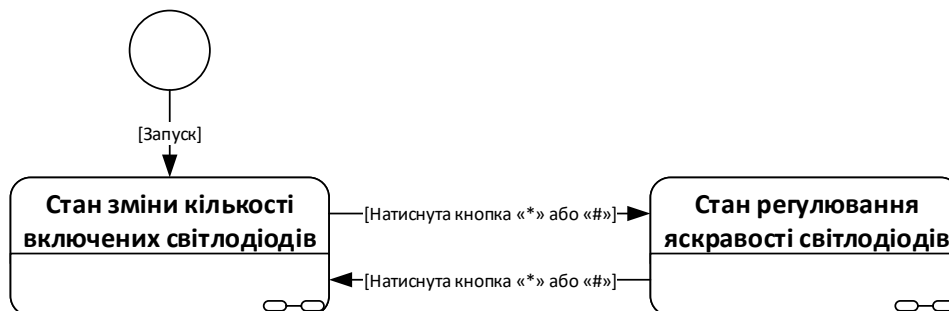 [Запуск]
Стан зміни кількості
включених світлодіодів
[Натиснута кнопка «*» або «#»]
Стан регулювання
яскравості світлодіодів
[Натиснута кнопка «*» або «#»]